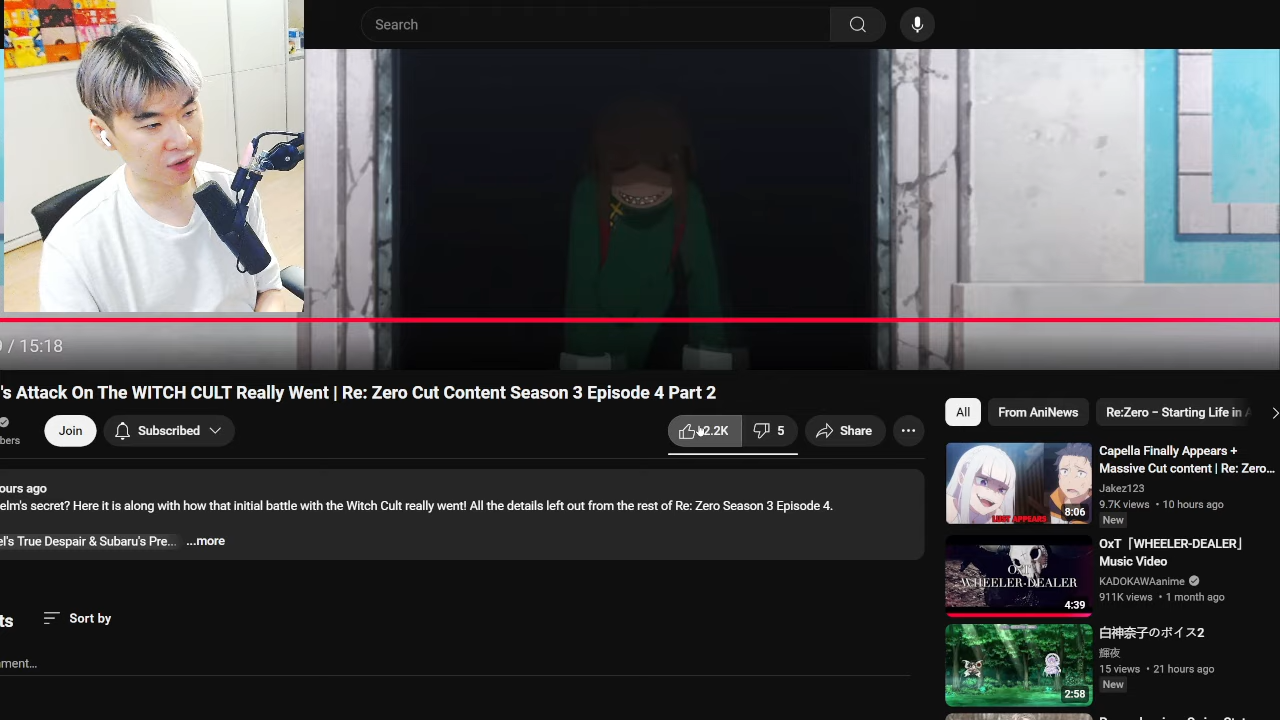 Search
/ 15:18
's Attack On The WITCH CULT Really Went | Re: Zero Cut Content Season 3 Episode 4 Part 2
bers
Join
Subscribed
2.2K
5
Share
ours ago
elm's secret? Here it is along with how that initial battle with the Witch Cult really went! All the details left out from the rest of Re: Zero Season 3 Episode 4.
el's True Despair & Subaru's Pre...
...more
ts
Sort by
ment...
All
From AniNews
Re:Zero − Starting Life in A
Capella Finally Appears +
Massive Cut content | Re: Zero...
Jakez123
9.7K views • 10 hours ago
New
8:06
OxT「WHEELER-DEALER」
Music Video
KADOKAWAanime
911K views • 1 month ago
OxT
WHEELER-DEALER
4:39
白神奈子のボイス2
輝夜
15 views • 21 hours ago
New
2:58